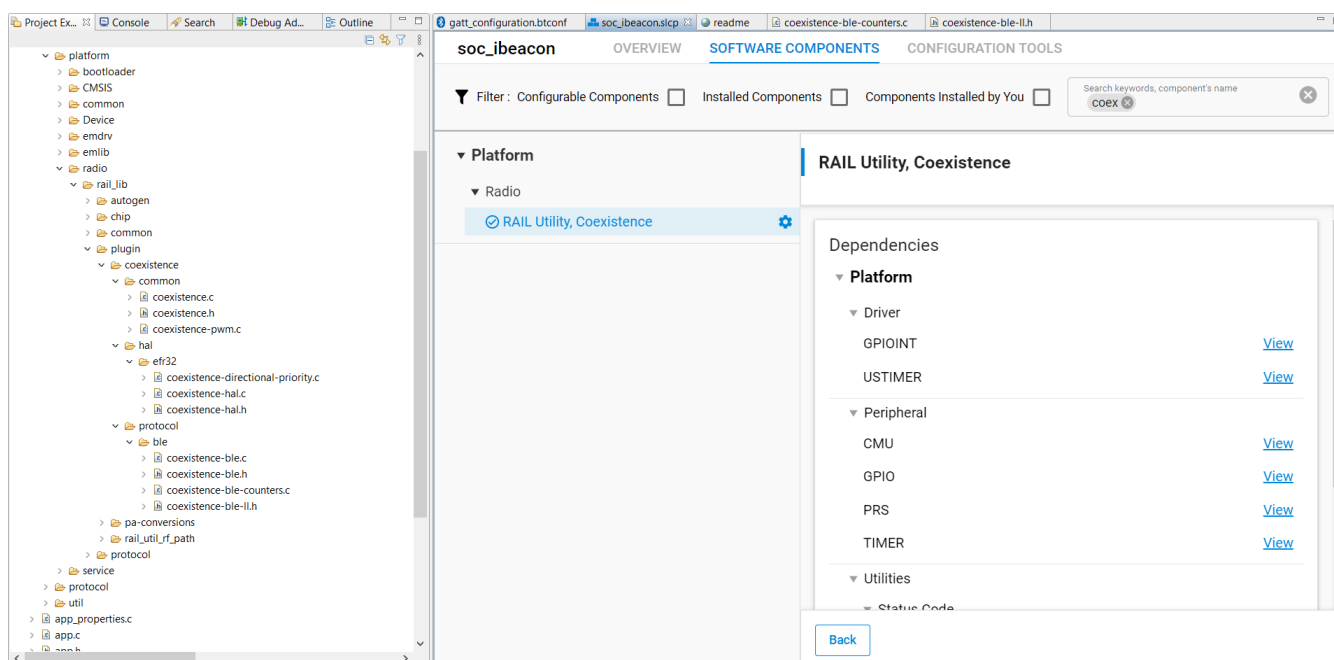 Project Ex...
Console
Search
Debug Ad...
Outline
platform
bootloader
CMSIS
common
Device
emdrv
emlib
radio
rail_lib
autogen
chip
common
plugin
coexistence
common
coexistence.c
coexistence.h
coexistence-pwm.c
hal
efr32
coexistence-directional-priority.c
coexistence-hal.c
coexistence-hal.h
protocol
ble
coexistence-ble.c
coexistence-ble.h
coexistence-ble-counters.c
coexistence-ble-ll.h
pa-conversions
rail_util_rf_path
protocol
service
protocol
util
app_properties.c
app.c
app.h
gatt_configuration.btconf
soc_ibeacon.slcp
readme
coexistence-ble-counters.c
coexistence-ble-ll.h
soc_ibeacon
OVERVIEW
SOFTWARE COMPONENTS
CONFIGURATION TOOLS
Filter : Configurable Components
Installed Components
Components Installed by You
Search keywords, component's name
coex
Platform
Radio
RAIL Utility, Coexistence
RAIL Utility, Coexistence
Dependencies
Platform
Driver
GPIOINT View
USTIMER View
Peripheral
CMU View
GPIO View
PRS View
TIMER View
Utilities
Status Code
Back